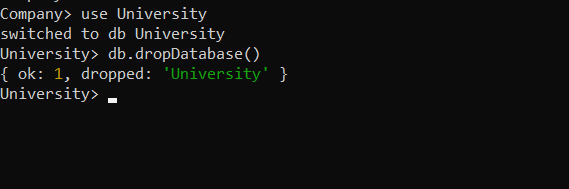 Company> use University
switched to db University
University> db.dropDatabase()
{ ok: 1, dropped: 'University' }
University>